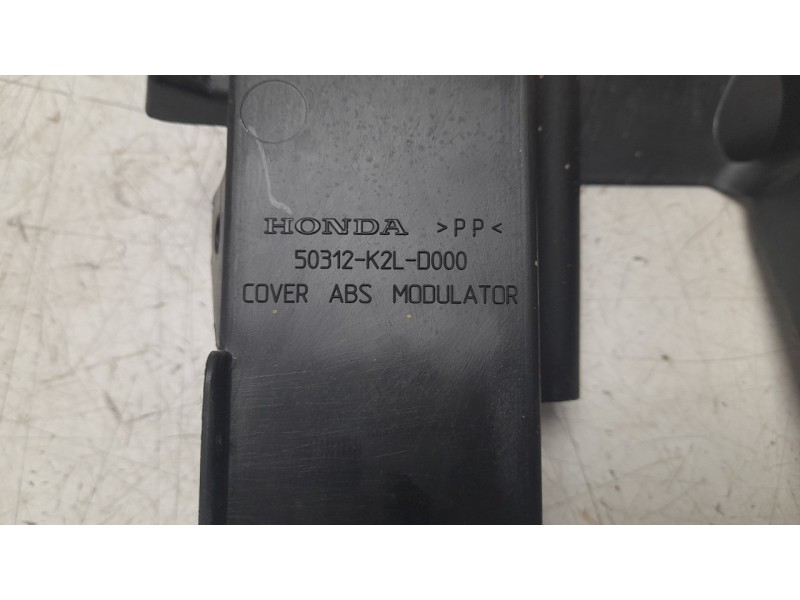 HONDA >PP<
50312-K2L-D000
COVER ABS MODULATOR